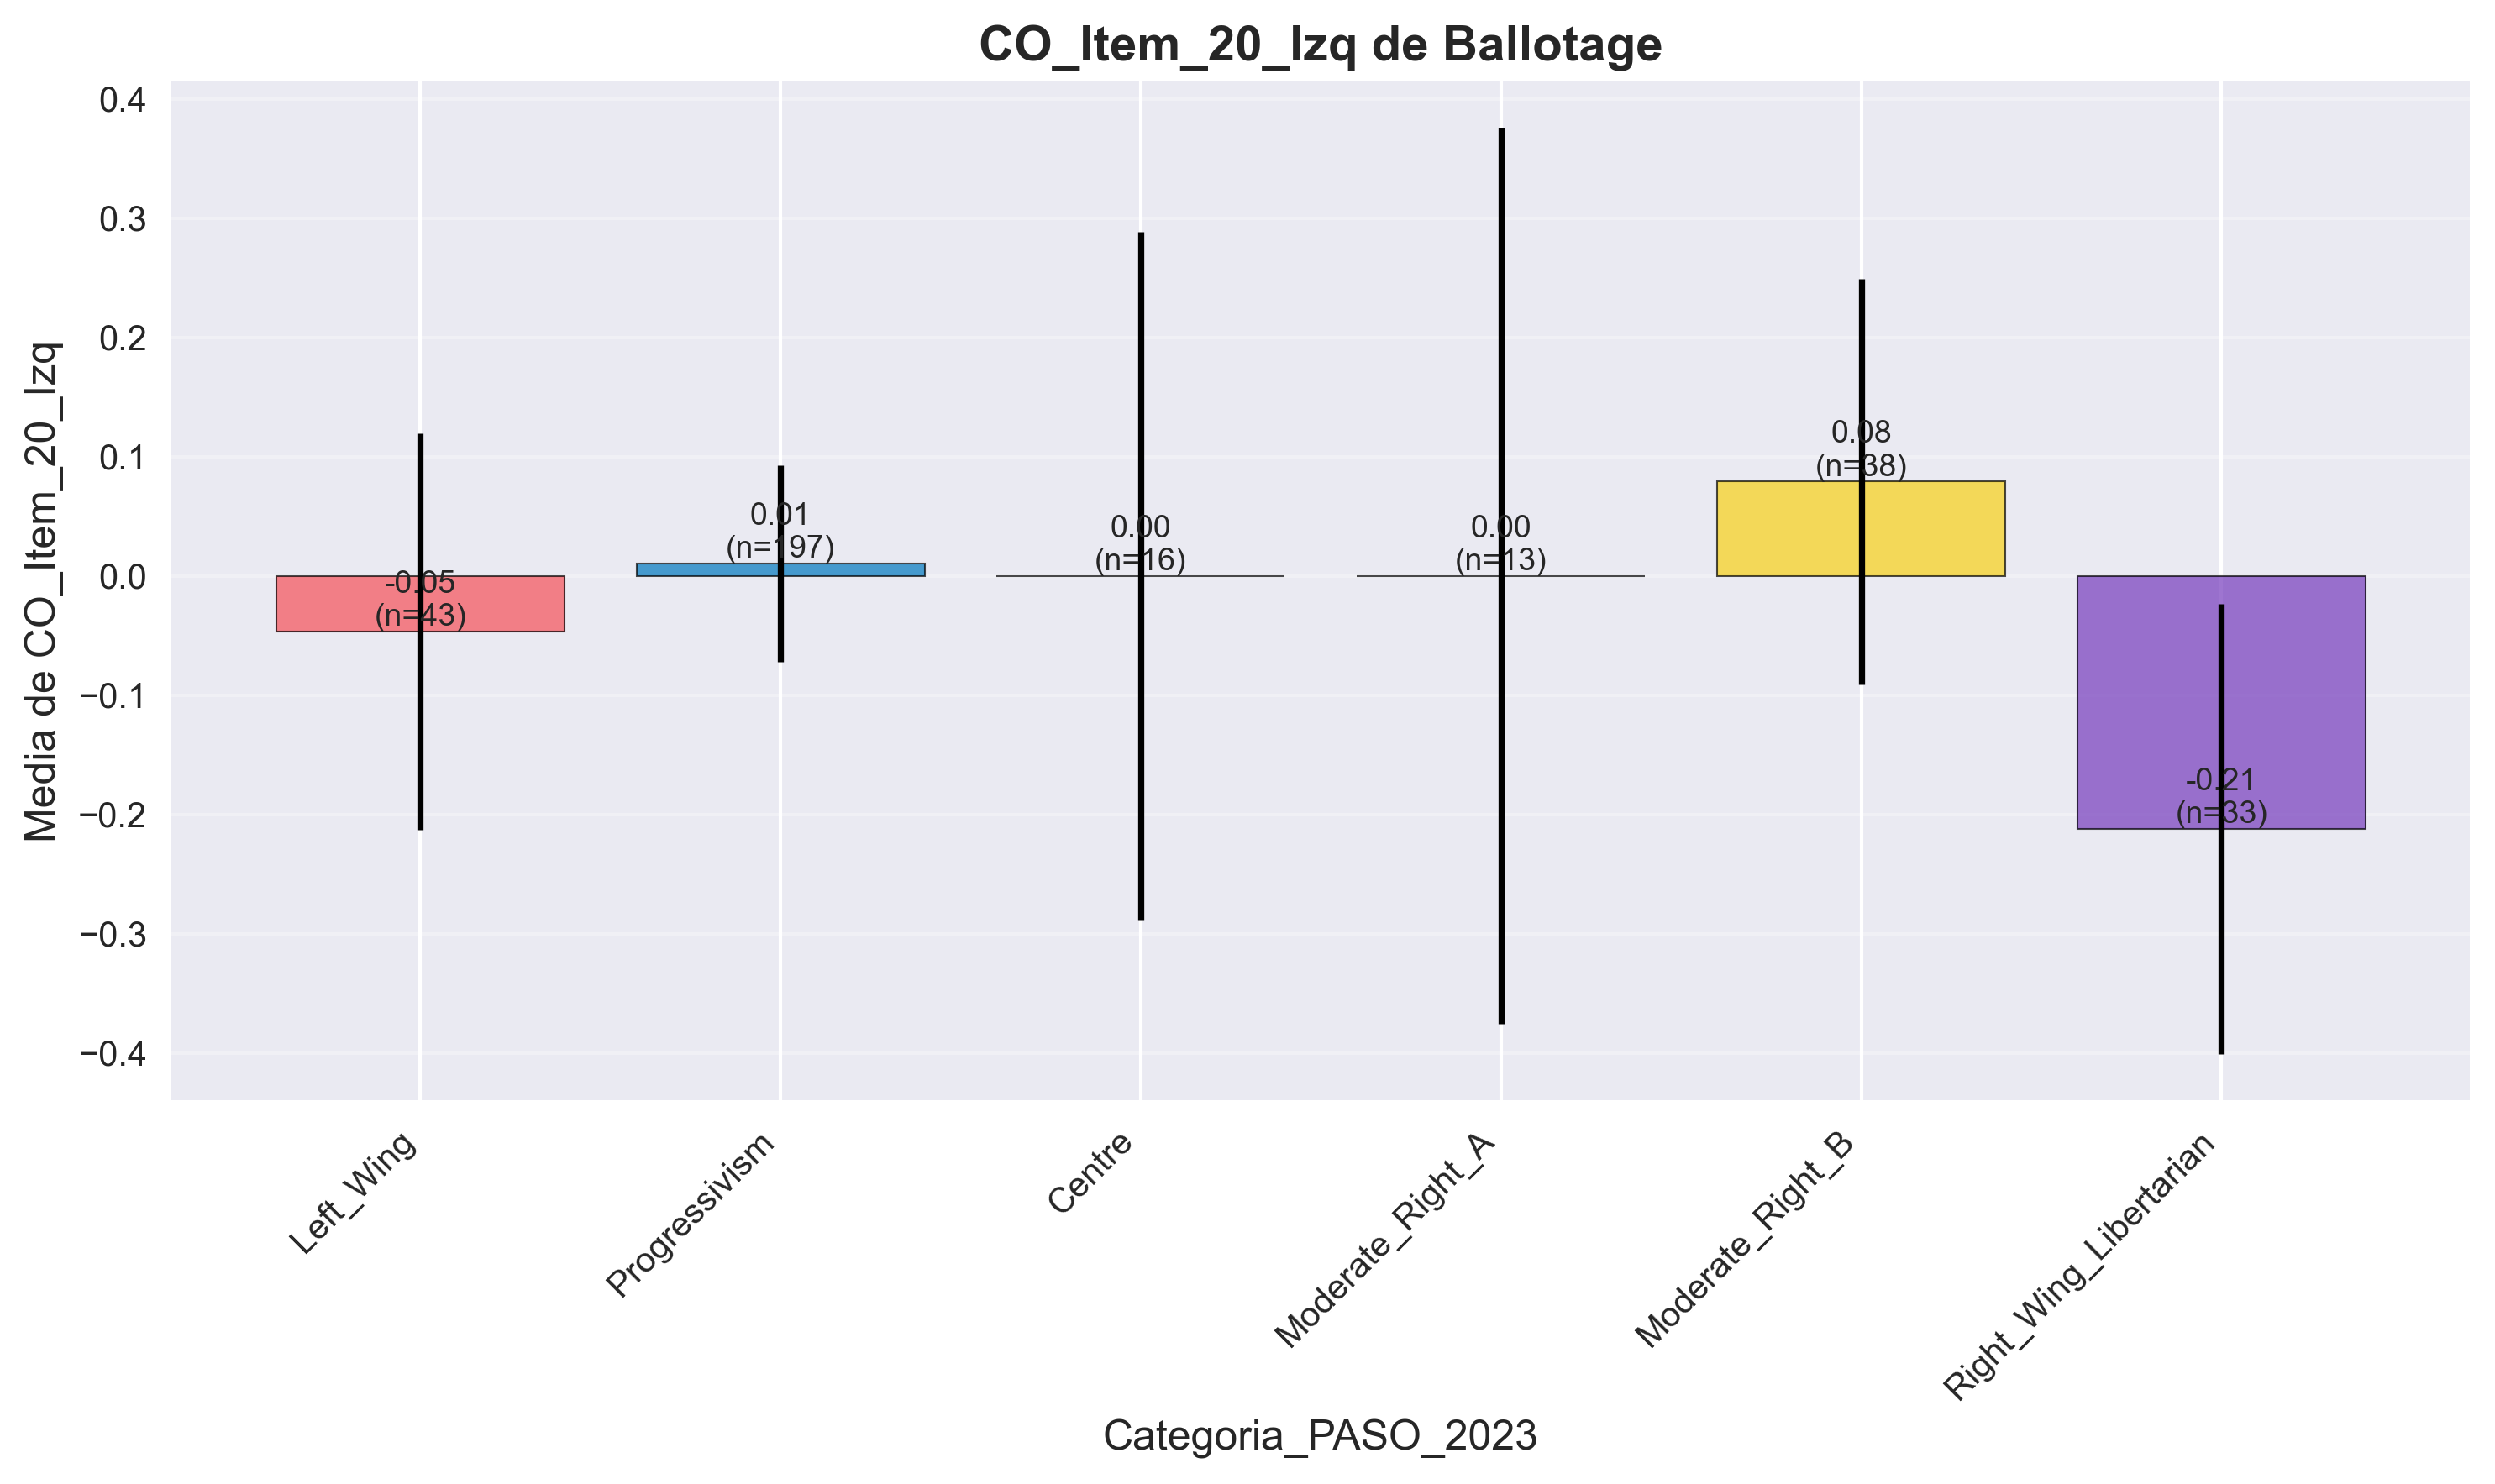 CO_Item_20_Izq de Ballotage
Media de CO_Item_20_Izq
0.4
0.3
0.2
0.1
0.0
−0.1
−0.2
−0.3
−0.4
-0.05
(n=43)
0.01
(n=197)
0.00
(n=16)
0.00
(n=13)
0.08
(n=38)
-0.21
(n=33)
Left_Wing
Progressivism
Centre
Moderate_Right_A
Moderate_Right_B
Right_Wing_Libertarian
Categoria_PASO_2023